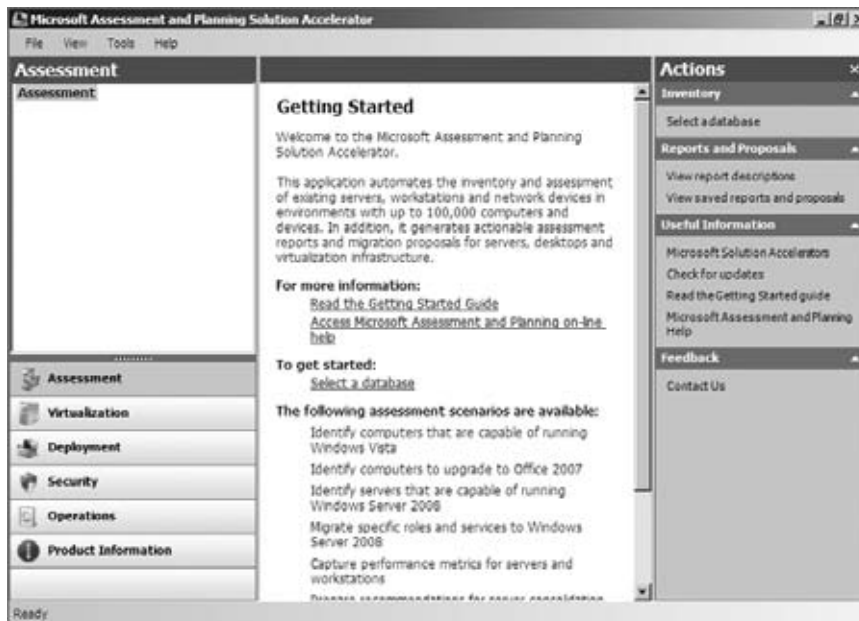 Microsoft Assessment and Planning Solution Accelerator
File View Tools Help
Assessment
Assessment
Assessment
Virtualization
Deployment
Security
Operations
Product Information
Getting Started
Welcome to the Microsoft Assessment and Planning
Solution Accelerator.
This application automates the inventory and assessment
of existing servers, workstations and network devices in
environments with up to 100,000 computers and
devices. In addition, it generates actionable assessment
reports and migration proposals for servers, desktops and
virtualization infrastructure.
For more information:
Read the Getting Started Guide
Access Microsoft Assessment and Planning on-line
help
To get started:
Select a database
The following assessment scenarios are available:
Identify computers that are capable of running
Windows Vista
Identify computers to upgrade to Office 2007
Identify servers that are capable of running
Windows Server 2008
Migrate specific roles and services to Windows
Server 2008
Capture performance metrics for servers and
workstations
Prepare recommendations for server consolidation
Actions
Inventory
Select a database
Reports and Proposals
View report descriptions
View saved reports and proposals
Useful Information
Microsoft Solution Accelerators
Check for updates
Read the Getting Started guide
Microsoft Assessment and Planning
Help
Feedback
Contact Us
Ready